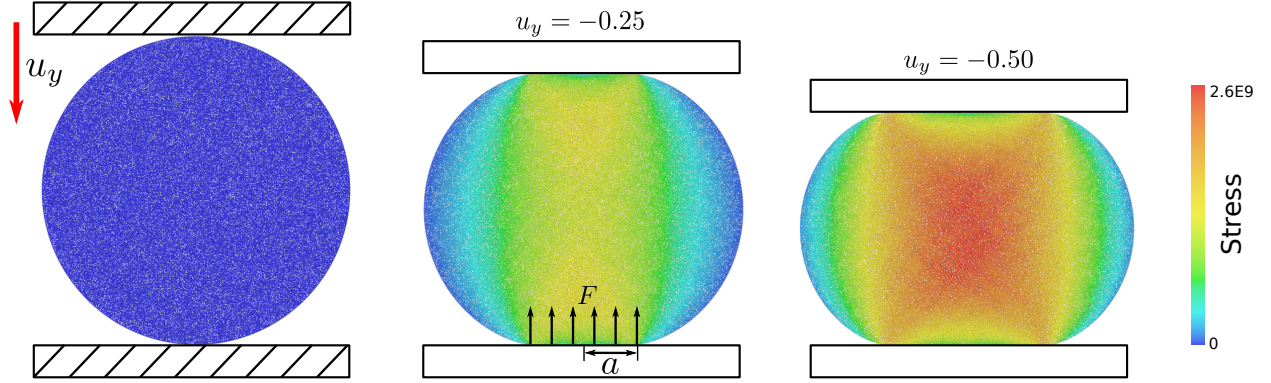 u_y
u_y = −0.25
F
a
u_y = −0.50
2.6E9
Stress
0